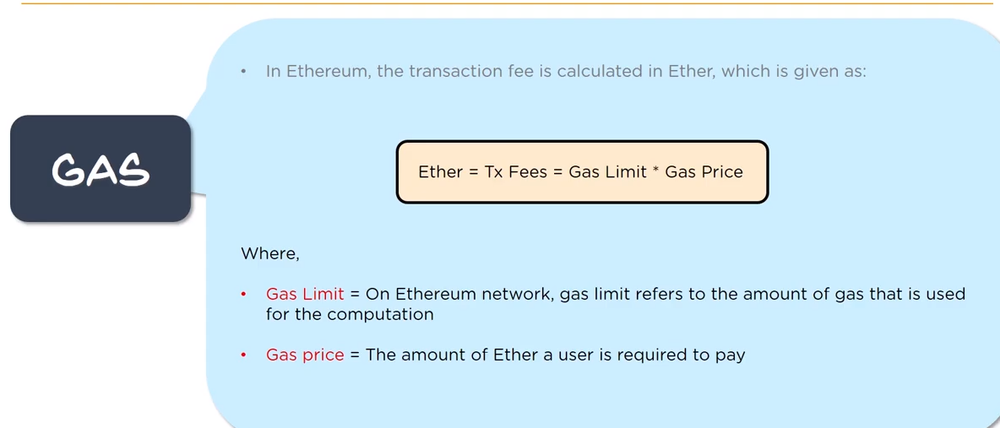 • In Ethereum, the transaction fee is calculated in Ether, which is given as:
GAS
Ether = Tx Fees = Gas Limit * Gas Price
Where,
• Gas Limit = On Ethereum network, gas limit refers to the amount of gas that is used
for the computation
• Gas price = The amount of Ether a user is required to pay